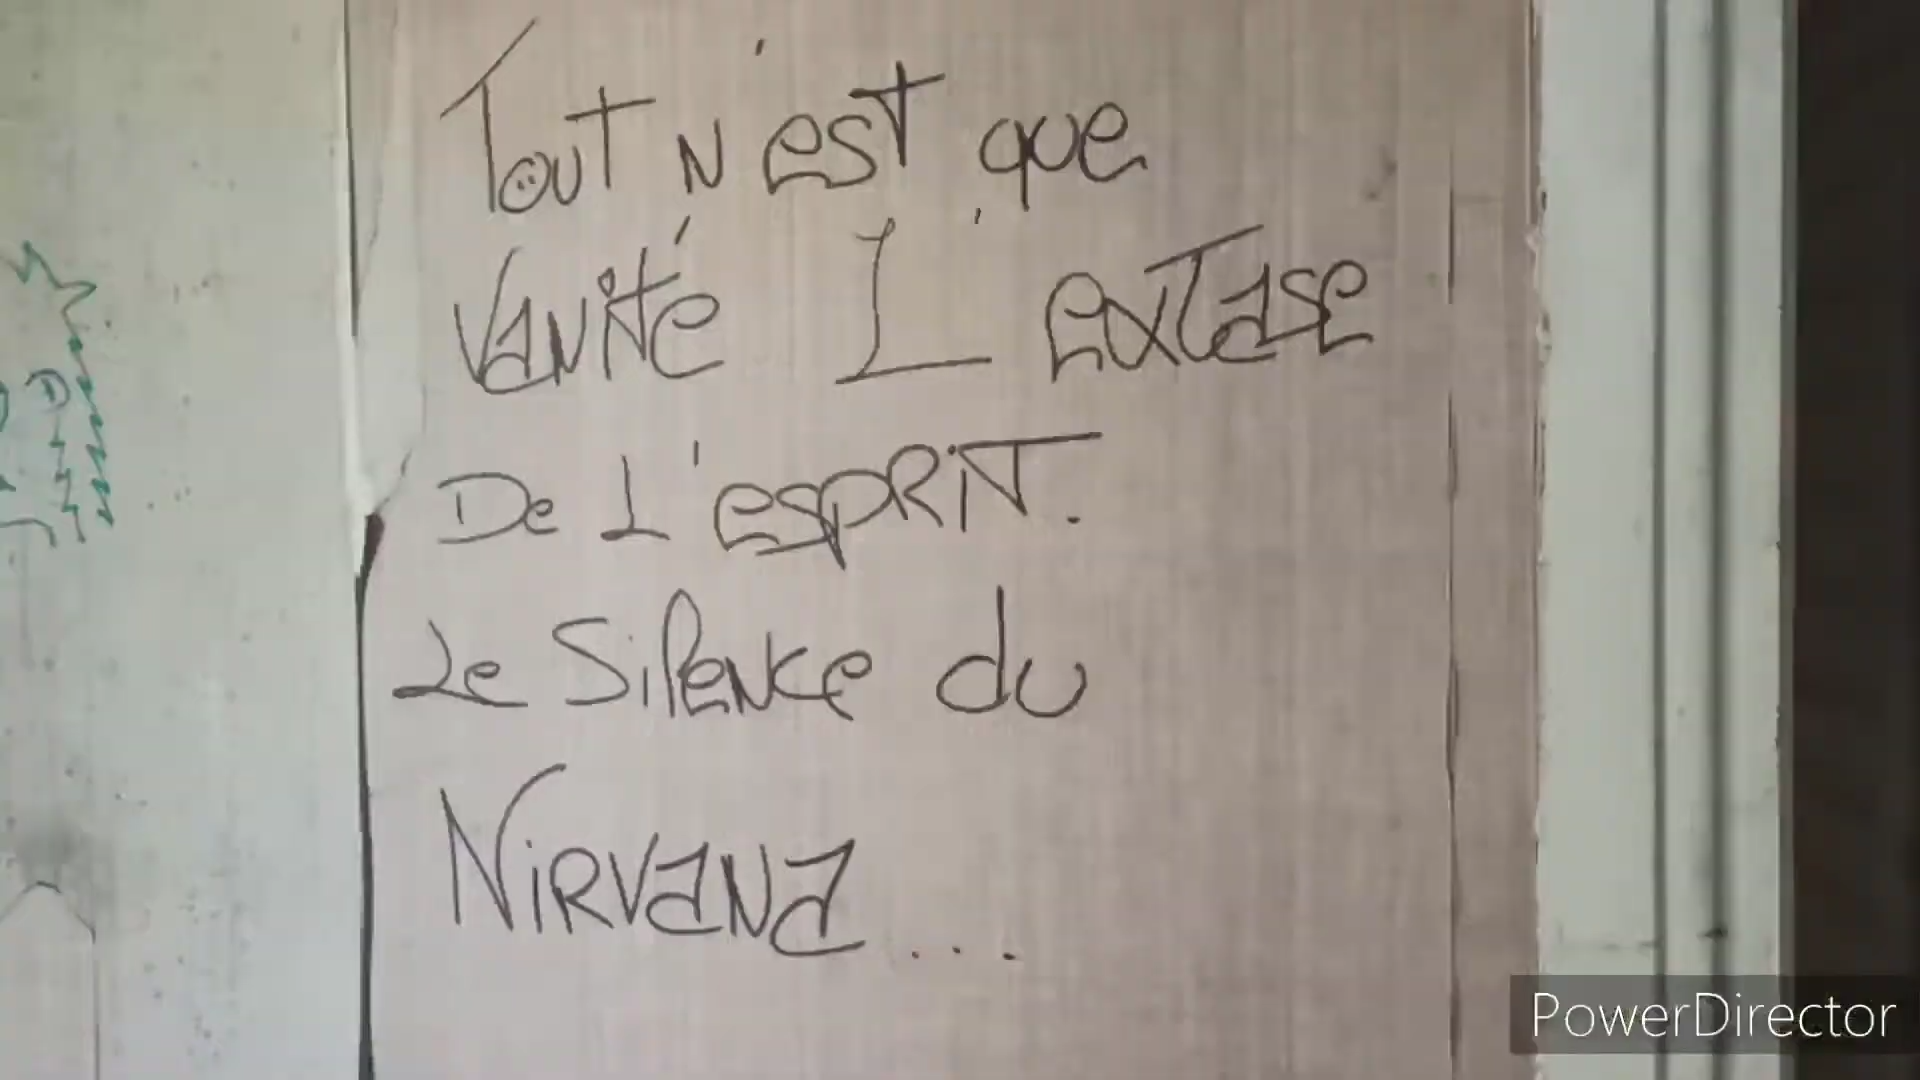 Tout n'est que
Vanité L'extase
De L'esprit.
Le Silence du
Nirvana...
PowerDirector